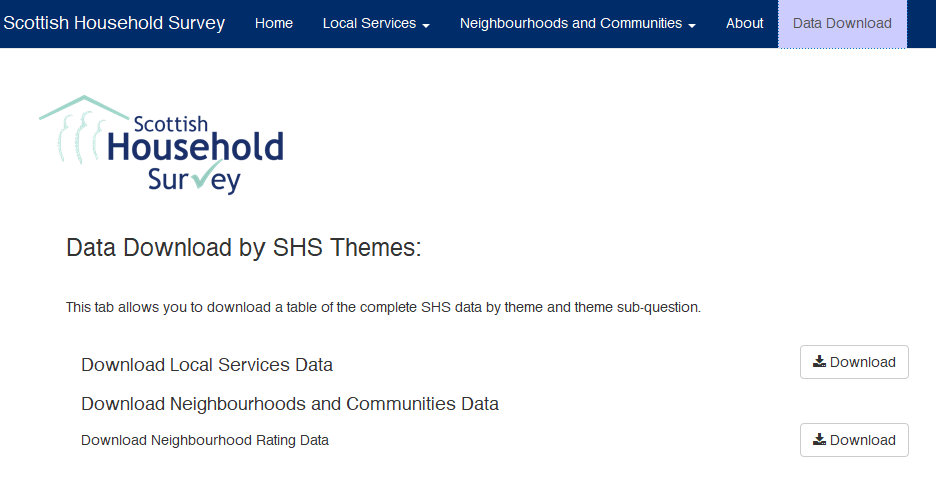 Scottish Household Survey Home Local Services Neighbourhoods and Communities About Data Download
Scottish
Household
Survey
Data Download by SHS Themes:
This tab allows you to download a table of the complete SHS data by theme and theme sub-question.
Download Local Services Data Download
Download Neighbourhoods and Communities Data
Download Neighbourhood Rating Data Download